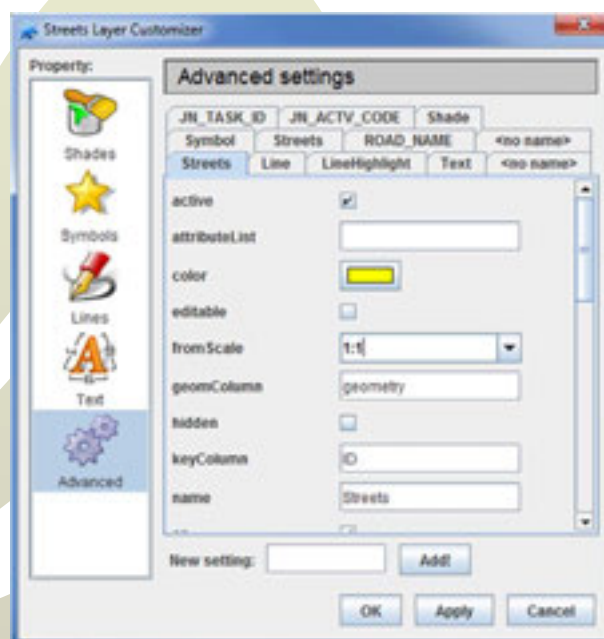 Streets Layer Customizer
Property:
Shades
Symbols
Lines
Text
Advanced
Advanced settings
JN_TASK_ID JN_ACTV_CODE Shade
Symbol Streets ROAD_NAME <no name>
Streets Line LineHighlight Text <no name>
active
attributeList
color
editable
fromScale 1:1
geomColumn geometry
hidden
keyColumn ID
name Streets
New setting: Add!
OK Apply Cancel